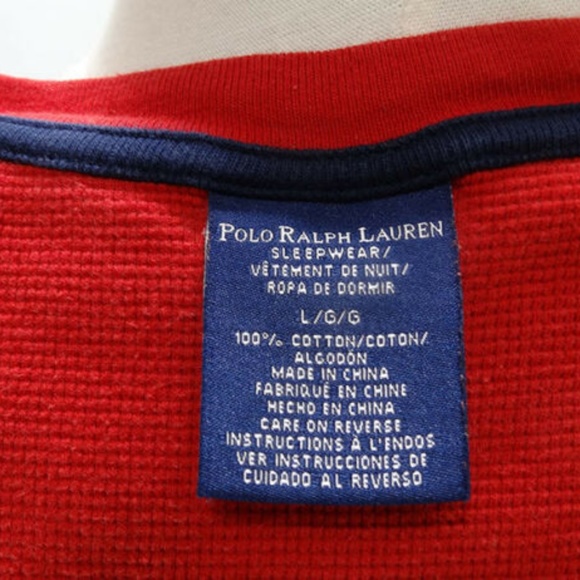 POLO RALPH LAUREN
SLEEPWEAR/
VÊTEMENT DE NUIT/
ROPA DE DORMIR
L/G/G
100% COTTON/COTON/
ALGODÓN
MADE IN CHINA
FABRIQUÉ EN CHINE
HECHO EN CHINA
CARE ON REVERSE
INSTRUCTIONS À L'ENDOS
VER INSTRUCCIONES DE
CUIDADO AL REVERSO